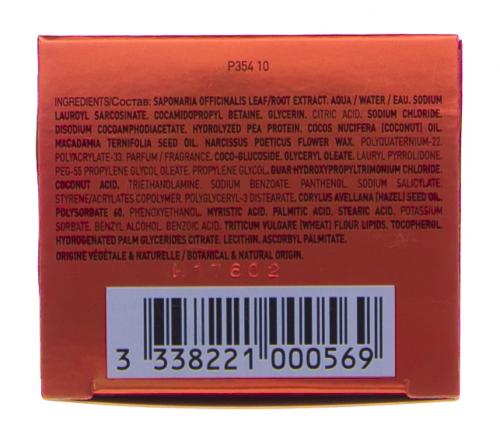 P354 10
INGREDIENTS/Состав: SAPONARIA OFFICINALIS LEAF/ROOT EXTRACT. AQUA / WATER / EAU. SODIUM
LAUROYL SARCOSINATE. COCAMIDOPROPYL BETAINE. GLYCERIN. CITRIC ACID. SODIUM CHLORIDE.
DISODIUM COCOAMPHODIACETATE. HYDROLYZED PEA PROTEIN. COCOS NUCIFERA (COCONUT) OIL.
MACADAMIA TERNIFOLIA SEED OIL. NARCISSUS POETICUS FLOWER WAX. POLYQUATERNIUM-22.
POLYACRYLATE-33. PARFUM / FRAGRANCE. COCO-GLUCOSIDE. GLYCERYL OLEATE. LAURYL PYRROLIDONE.
PEG-55 PROPYLENE GLYCOL OLEATE. PROPYLENE GLYCOL. GUAR HYDROXYPROPYLTRIMONIUM CHLORIDE.
COCONUT ACID. TRIETHANOLAMINE. SODIUM BENZOATE. PANTHENOL. SODIUM SALICYLATE.
STYRENE/ACRYLATES COPOLYMER. POLYGLYCERYL-3 DISTEARATE. CORYLUS AVELLANA (HAZEL) SEED OIL.
POLYSORBATE 60. PHENOXYETHANOL. MYRISTIC ACID. PALMITIC ACID. STEARIC ACID. POTASSIUM
SORBATE. BENZYL ALCOHOL. BENZOIC ACID. TRITICUM VULGARE (WHEAT) FLOUR LIPIDS. TOCOPHEROL.
HYDROGENATED PALM GLYCERIDES CITRATE. LECITHIN. ASCORBYL PALMITATE.
ORIGINE VÉGÉTALE & NATURELLE / BOTANICAL & NATURAL ORIGIN.
H17602
3 338221 000569